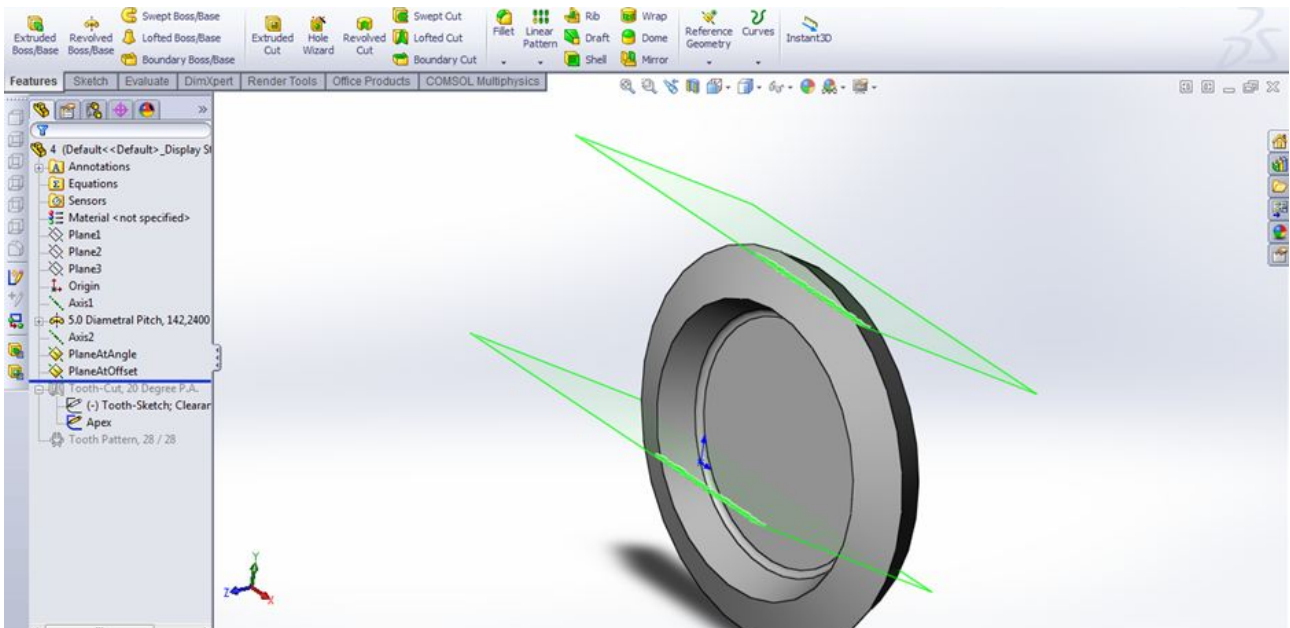 Extruded Boss/Base
Revolved Boss/Base
Swept Boss/Base
Lofted Boss/Base
Boundary Boss/Base
Extruded Cut
Hole Wizard
Revolved Cut
Swept Cut
Lofted Cut
Boundary Cut
Fillet
Linear Pattern
Rib
Draft
Shell
Wrap
Dome
Mirror
Reference Geometry
Curves
Instant3D
Features
Sketch
Evaluate
DimXpert
Render Tools
Office Products
COMSOL Multiphysics
4 (Default<<Default>_Display St
Annotations
Equations
Sensors
Material <not specified>
Plane1
Plane2
Plane3
Origin
Axis1
5.0 Diametral Pitch, 142,2400
Axis2
PlaneAtAngle
PlaneAtOffset
Tooth-Cut, 20 Degree P.A.
(-) Tooth-Sketch; Clearar
Apex
Tooth Pattern, 28 / 28
Y
Z
X